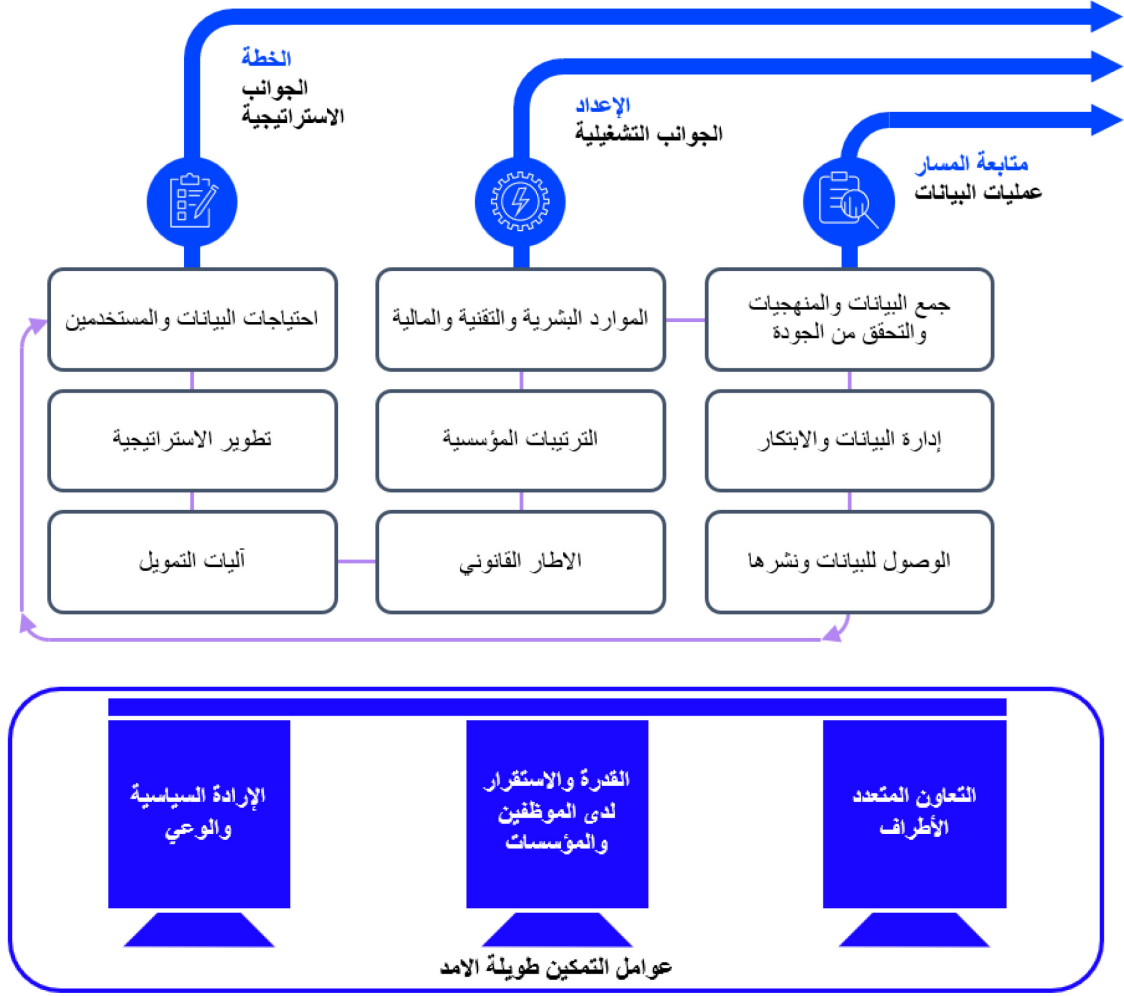 الخطة
الجوانب
الاستراتيجية
الإعداد
الجوانب التشغيلية
متابعة المسار
عمليات البيانات
احتياجات البيانات والمستخدمين
تطوير الاستراتيجية
آليات التمويل
الموارد البشرية والتقنية والمالية
الترتيبات المؤسسية
الاطار القانوني
جمع البيانات والمنهجيات
والتحقق من الجودة
إدارة البيانات والابتكار
الوصول للبيانات ونشرها
الإرادة السياسية
والوعي
القدرة والاستقرار
لدى الموظفين
والمؤسسات
التعاون المتعدد
الأطراف
عوامل التمكين طويلة الامد